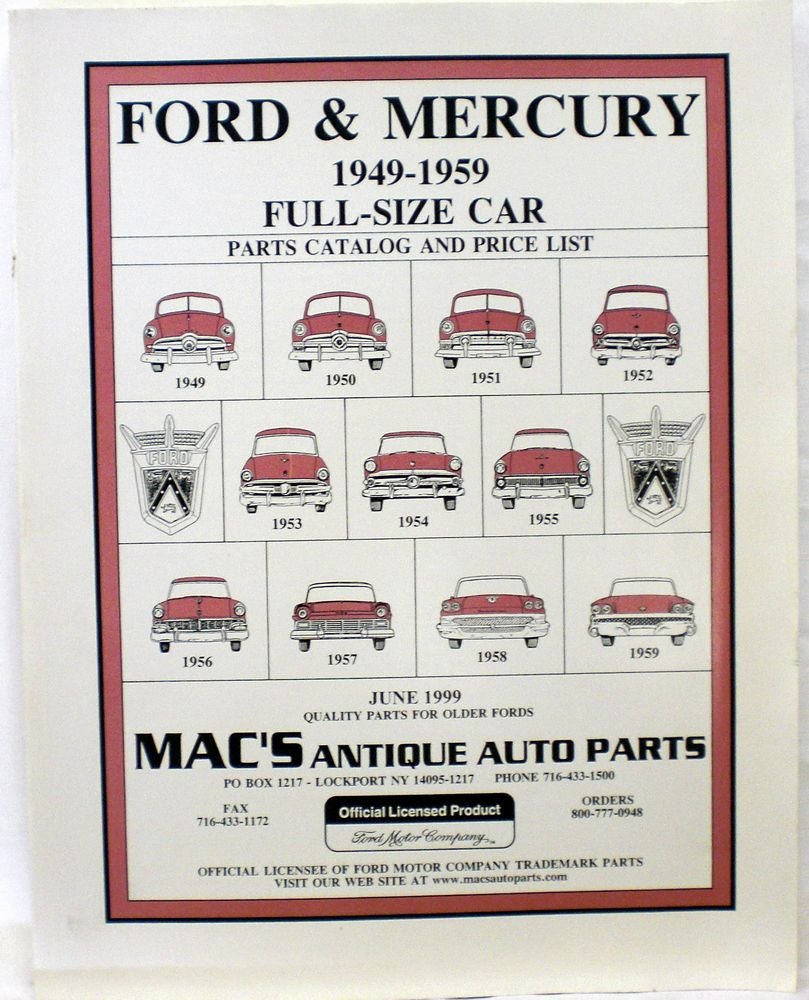 FORD & MERCURY
1949-1959
FULL-SIZE CAR
PARTS CATALOG AND PRICE LIST
1949 1950 1951 1952
FORD FORD
1953 1954 1955
1956 1957 1958 1959
JUNE 1999
QUALITY PARTS FOR OLDER FORDS
MAC'S ANTIQUE AUTO PARTS
PO BOX 1217 - LOCKPORT NY 14095-1217 PHONE 716-433-1500
FAX
716-433-1172
Official Licensed Product
Ford Motor Company
ORDERS
800-777-0948
OFFICIAL LICENSEE OF FORD MOTOR COMPANY TRADEMARK PARTS
VISIT OUR WEB SITE AT www.macsautoparts.com